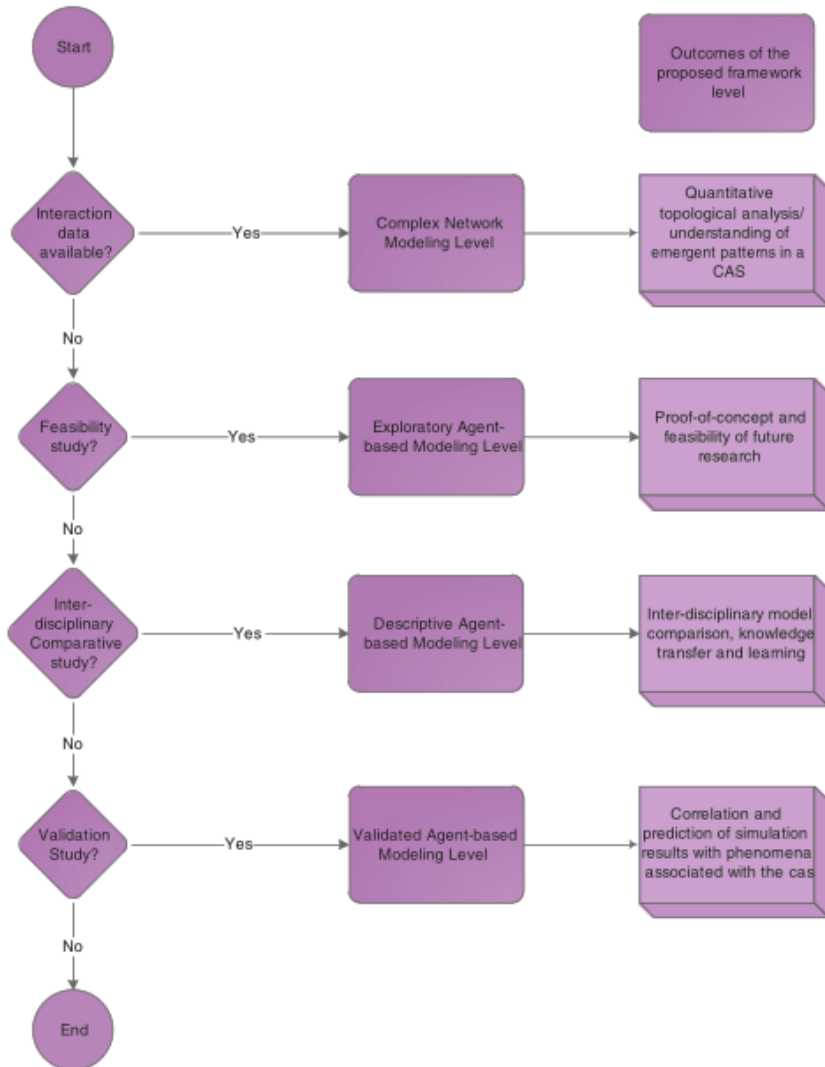 Start
Outcomes of the
proposed framework
level
Interaction
data
available?
Yes
Complex Network
Modeling Level
Quantitative
topological analysis/
understanding of
emergent patterns in a
CAS
No
Feasibility
study?
Yes
Exploratory Agent-
based Modeling Level
Proof-of-concept and
feasibility of future
research
No
Inter-
disciplinary
Comparative
study?
Yes
Descriptive Agent-
based Modeling Level
Inter-disciplinary model
comparison, knowledge
transfer and learning
No
Validation
Study?
Yes
Validated Agent-based
Modeling Level
Correlation and
prediction of simulation
results with phenomena
associated with the cas
No
End